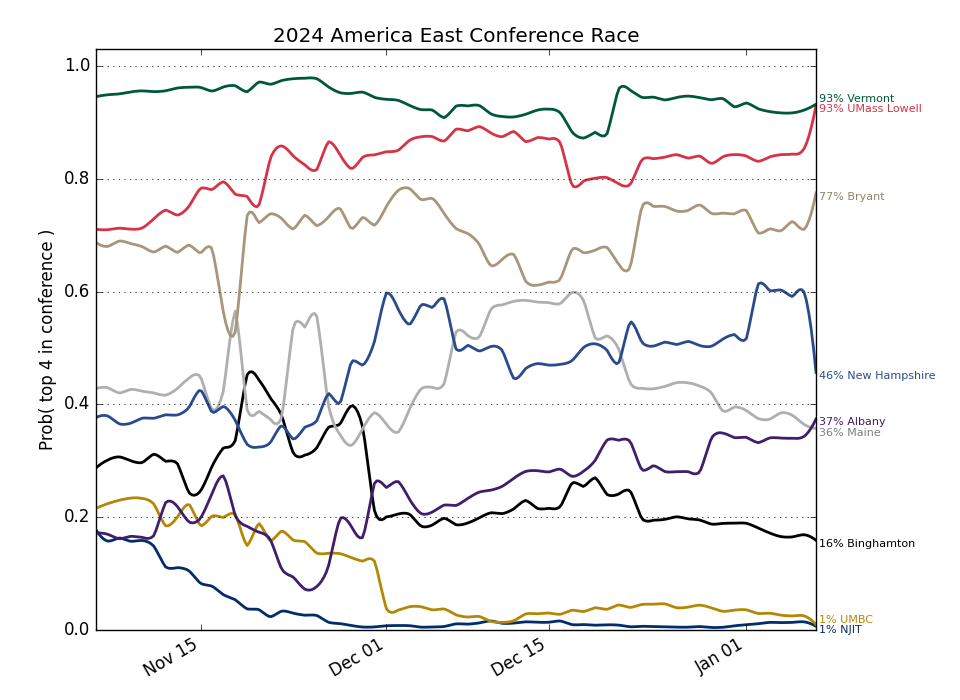 2024 America East Conference Race
Prob( top 4 in conference )
1.0
0.8
0.6
0.4
0.2
0.0
93% Vermont
93% UMass Lowell
77% Bryant
46% New Hampshire
37% Albany
36% Maine
16% Binghamton
1% UMBC
1% NJIT
Nov 15
Dec 01
Dec 15
Jan 01